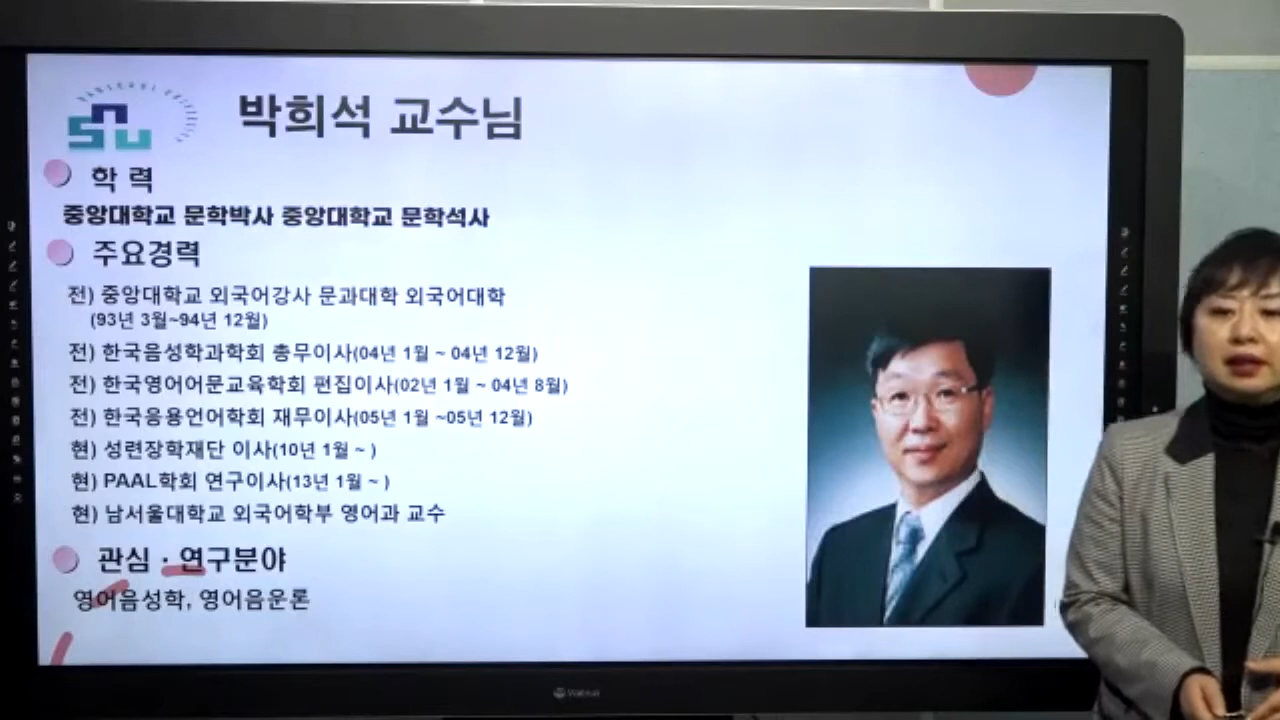 snu
박희석 교수님
학 력
중앙대학교 문학박사 중앙대학교 문학석사
주요경력
전) 중앙대학교 외국어강사 문과대학 외국어대학
(93년 3월~94년 12월)
전) 한국음성학과학회 총무이사(04년 1월 ~ 04년 12월)
전) 한국영어어문교육학회 편집이사(02년 1월 ~ 04년 8월)
전) 한국응용언어학회 재무이사(05년 1월 ~05년 12월)
현) 성련장학재단 이사(10년 1월 ~ )
현) PAAL학회 연구이사(13년 1월 ~ )
현) 남서울대학교 외국어학부 영어과 교수
관심 · 연구분야
영어음성학, 영어음운론